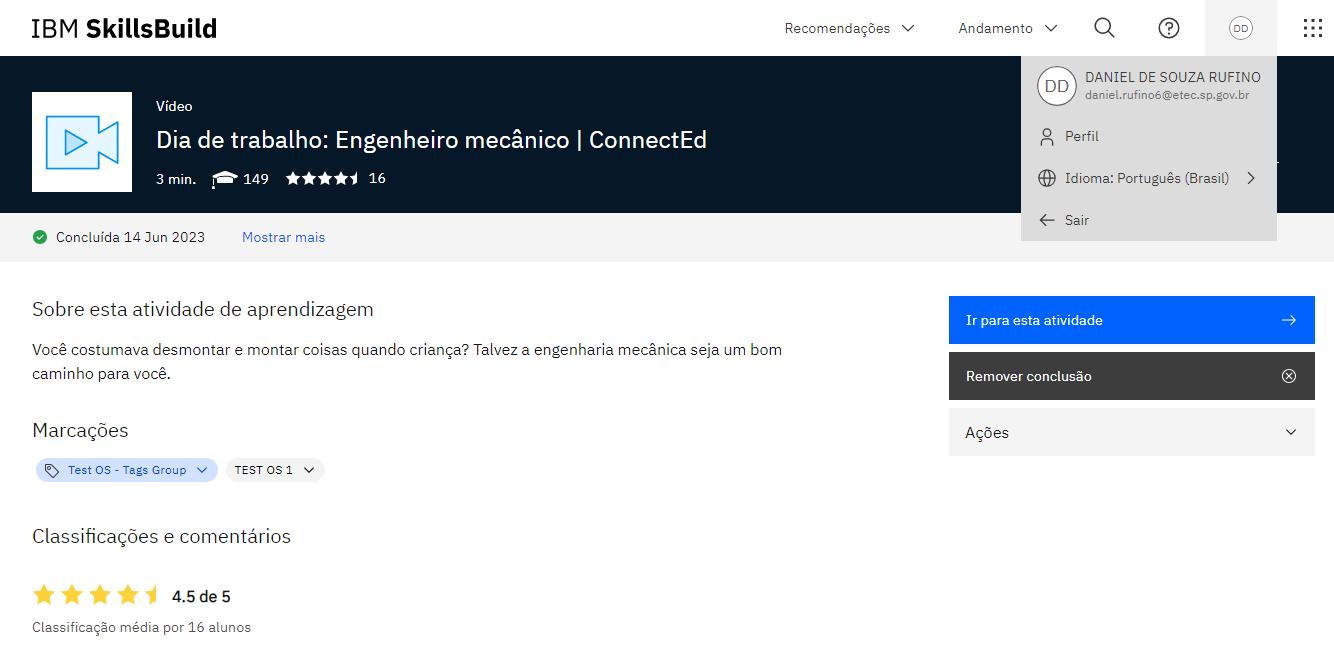 IBM SkillsBuild
Recomendações
Andamento
DD
DD
DANIEL DE SOUZA RUFINO
daniel.rufino6@etec.sp.gov.br
Perfil
Idioma: Português (Brasil)
Sair
Vídeo
Dia de trabalho: Engenheiro mecânico | ConnectEd
3 min. 149 16
Concluída 14 Jun 2023 Mostrar mais
Sobre esta atividade de aprendizagem
Você costumava desmontar e montar coisas quando criança? Talvez a engenharia mecânica seja um bom
caminho para você.
Marcações
Test OS - Tags Group TEST OS 1
Classificações e comentários
4.5 de 5
Classificação média por 16 alunos
Ir para esta atividade
Remover conclusão
Ações